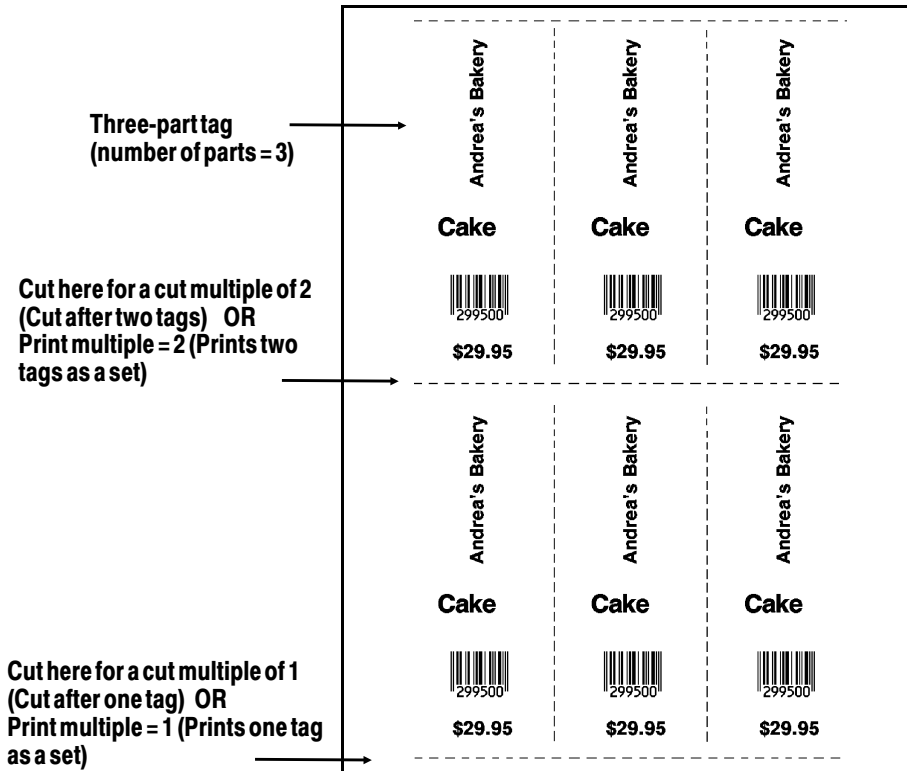 Andrea's Bakery
Andrea's Bakery
Andrea's Bakery
Three-part tag
(number of parts = 3)
Cake
Cake
Cake
299500
299500
299500
$29.95
$29.95
$29.95
Cut here for a cut multiple of 2
(Cut after two tags) OR
Print multiple = 2 (Prints two
tags as a set)
Andrea's Bakery
Andrea's Bakery
Andrea's Bakery
Cake
Cake
Cake
299500
299500
299500
$29.95
$29.95
$29.95
Cut here for a cut multiple of 1
(Cut after one tag) OR
Print multiple = 1 (Prints one tag
as a set)